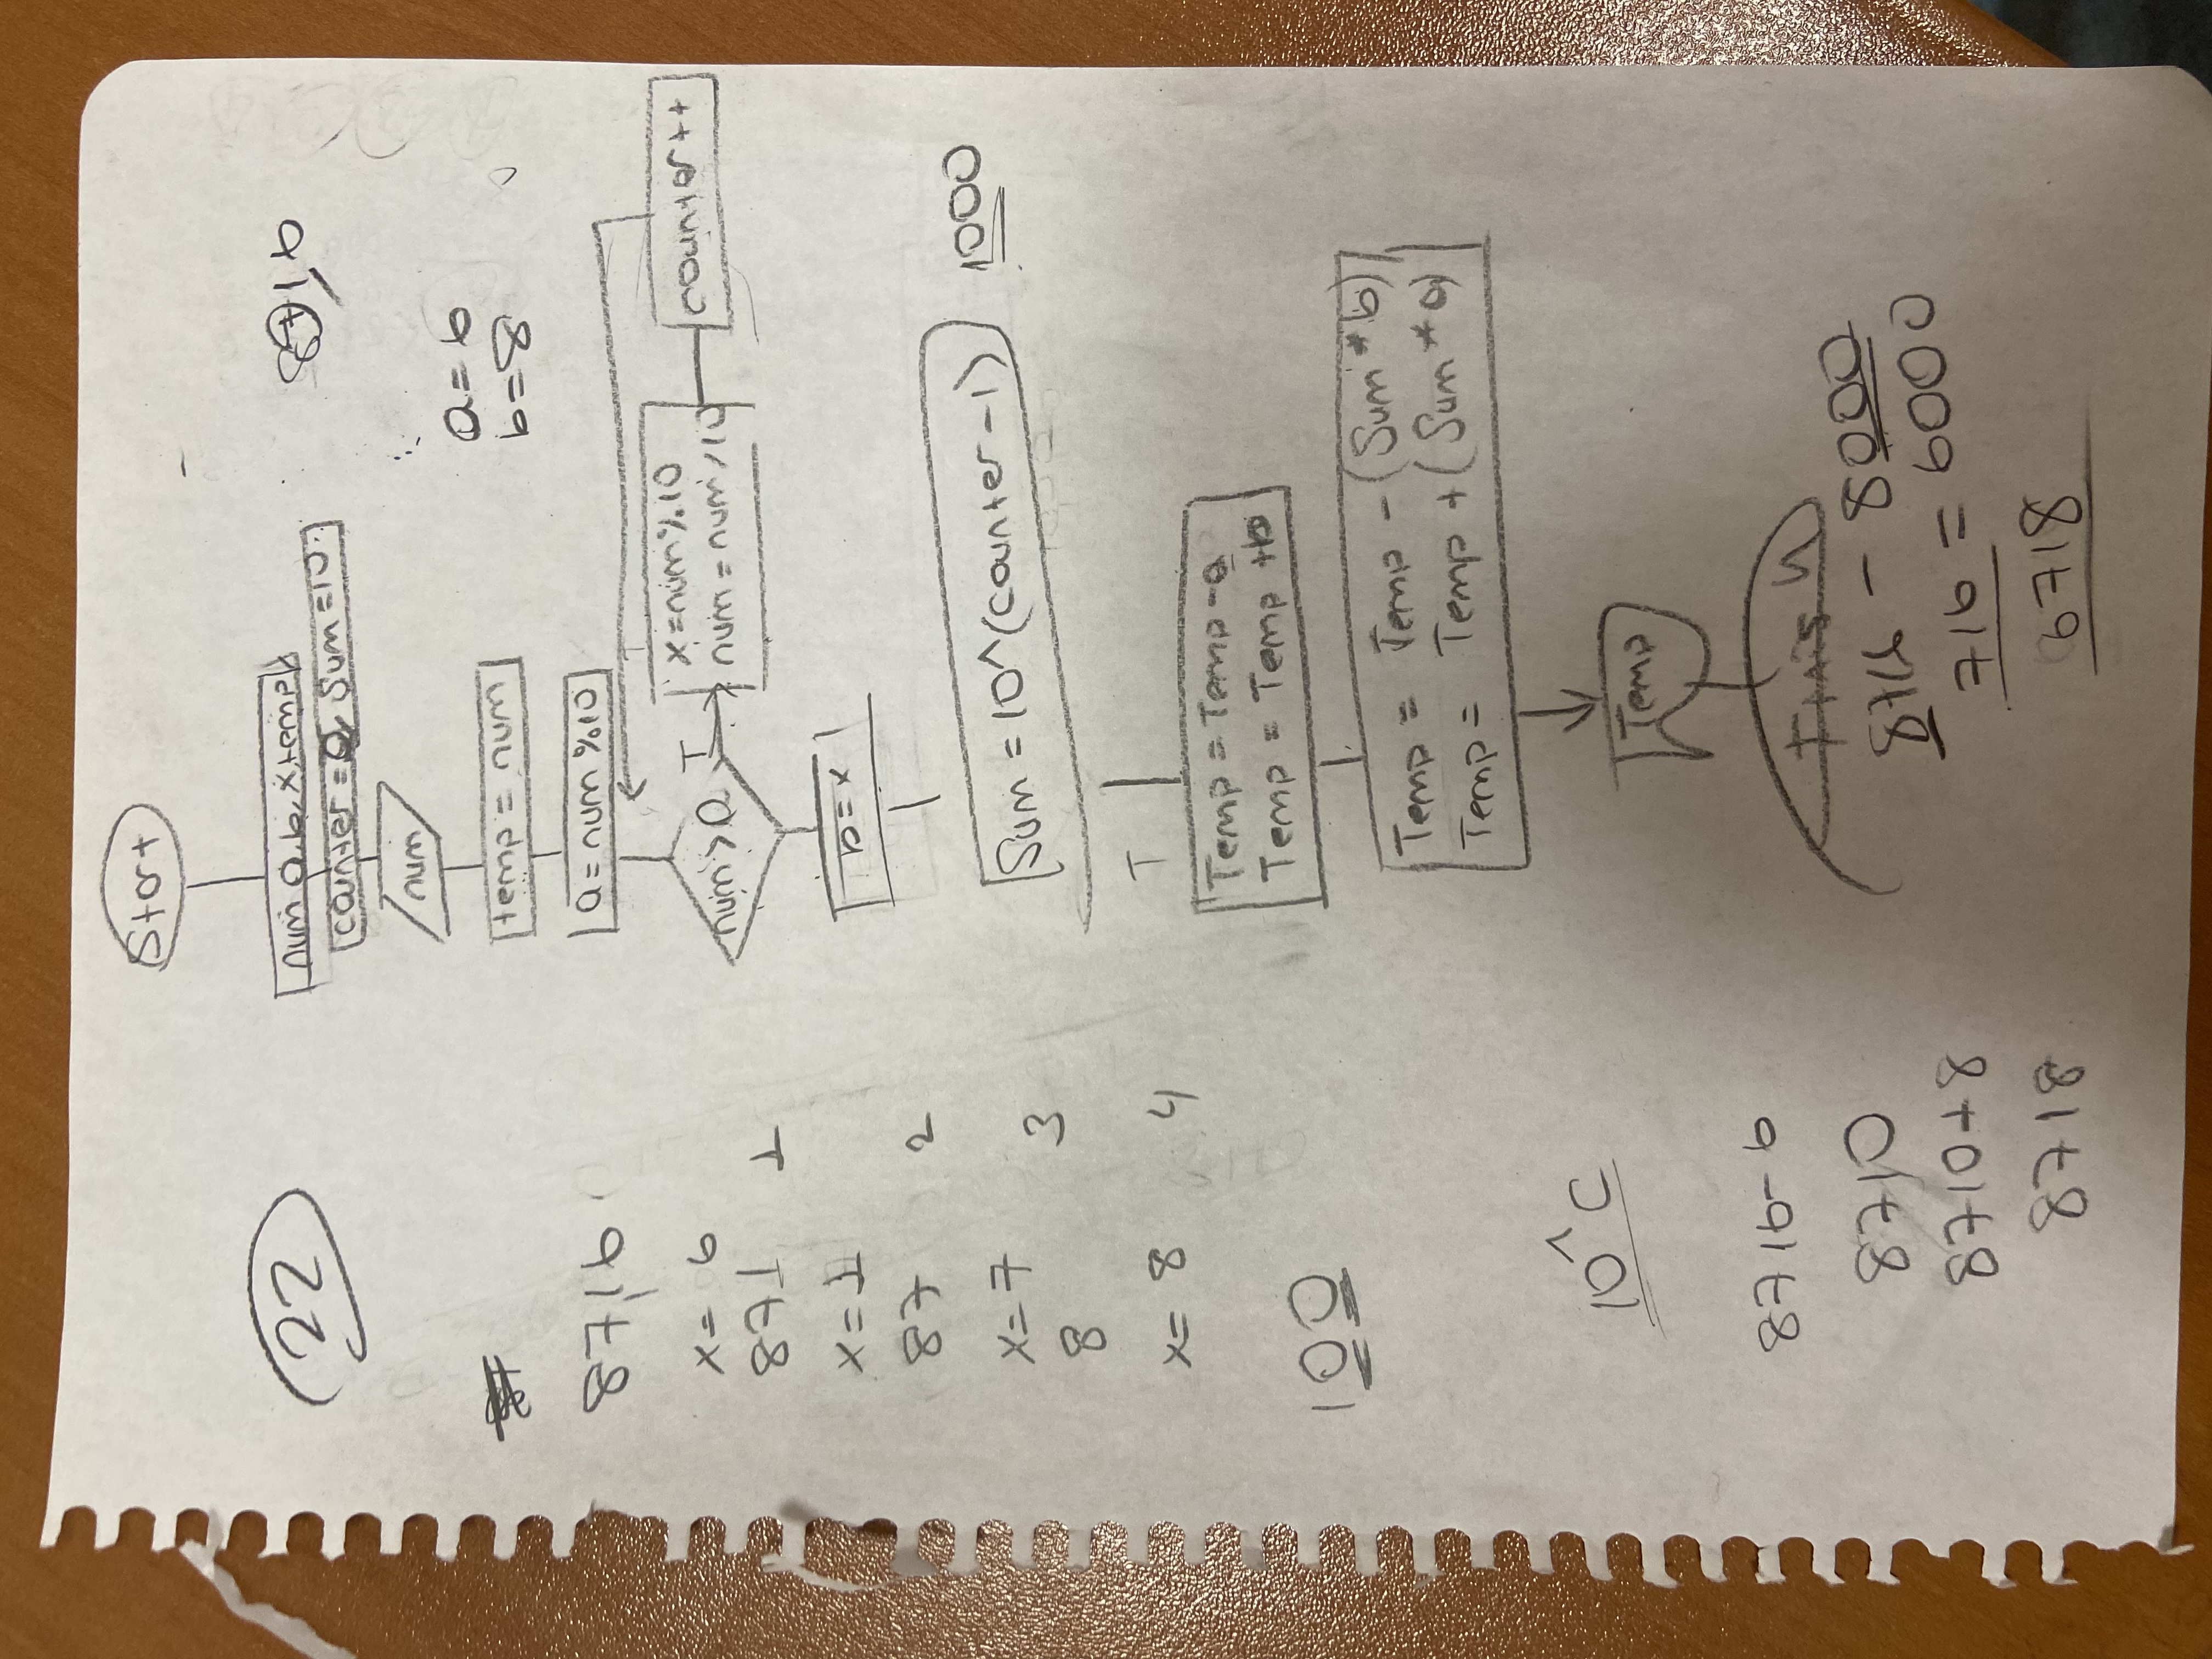 Start
22
num a, b, x, temp
counter = 0, Sum = 10
8716
num
a = 6
b = 8
temp = num
8716
a = num % 10
x = 6
871 1
x = 1
87 2
x = 7
8 3
x = 8 4
num > 0
T
x = num % 10
num = num / 10
counter ++
b = x
Sum = 10^(counter - 1)
1000
T
Temp = Temp - a
Temp = Temp + b
100
Temp = Temp - (Sum * b)
Temp = Temp + (Sum * a)
10^C
Temp
Finish
8716 - 6
8710
8710 + 8
8718
8716 - 8000
716 = 6000
6718